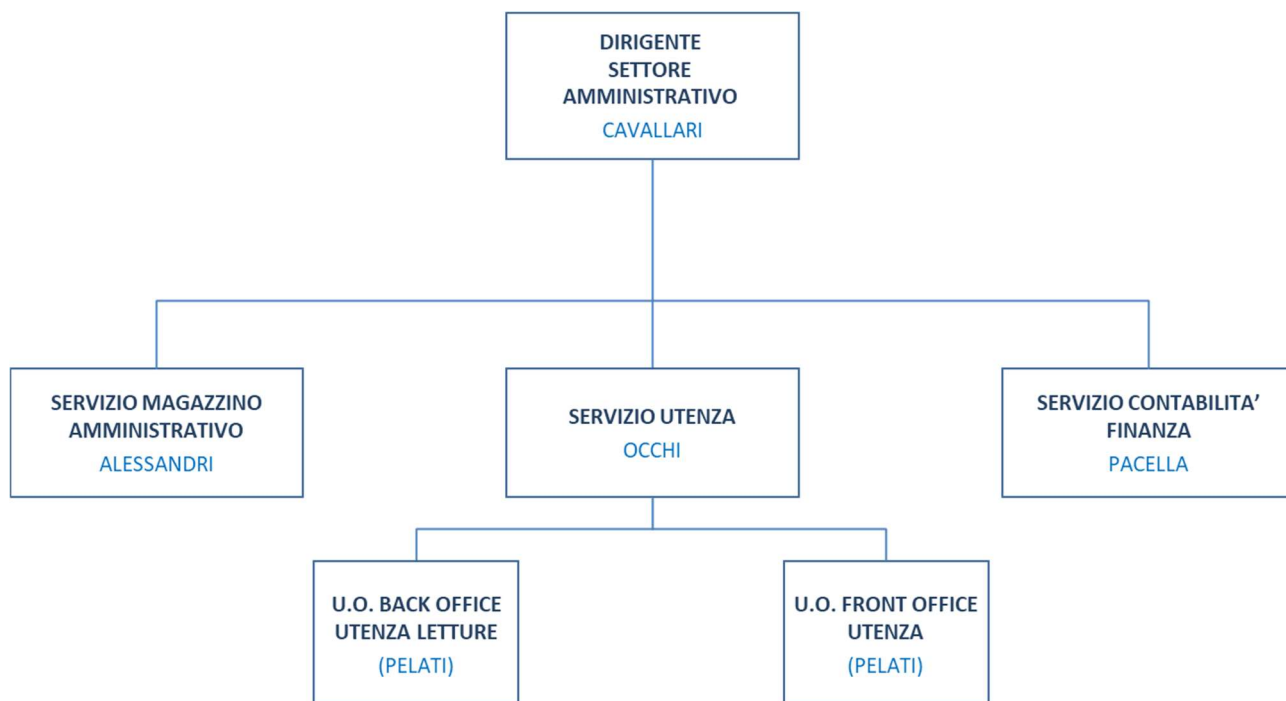 DIRIGENTE
SETTORE
AMMINISTRATIVO
CAVALLARI
SERVIZIO MAGAZZINO
AMMINISTRATIVO
ALESSANDRI
SERVIZIO UTENZA
OCCHI
SERVIZIO CONTABILITA’
FINANZA
PACELLA
U.O. BACK OFFICE
UTENZA LETTURE
(PELATI)
U.O. FRONT OFFICE
UTENZA
(PELATI)